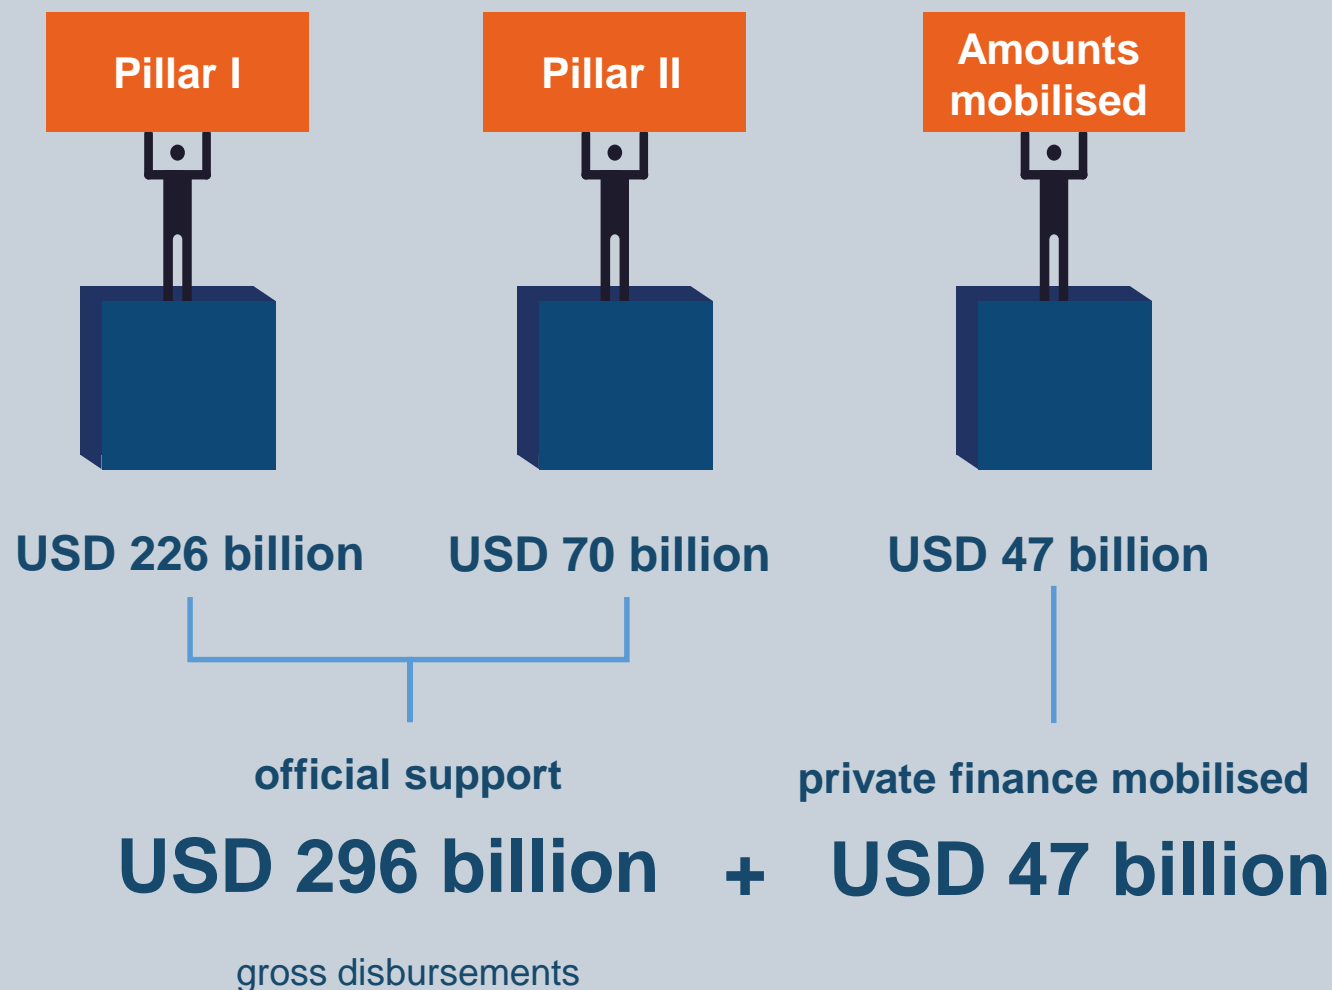 Pillar I
Pillar II
Amounts
mobilised
USD 226 billion
USD 70 billion
USD 47 billion
official support
private finance mobilised
USD 296 billion + USD 47 billion
gross disbursements